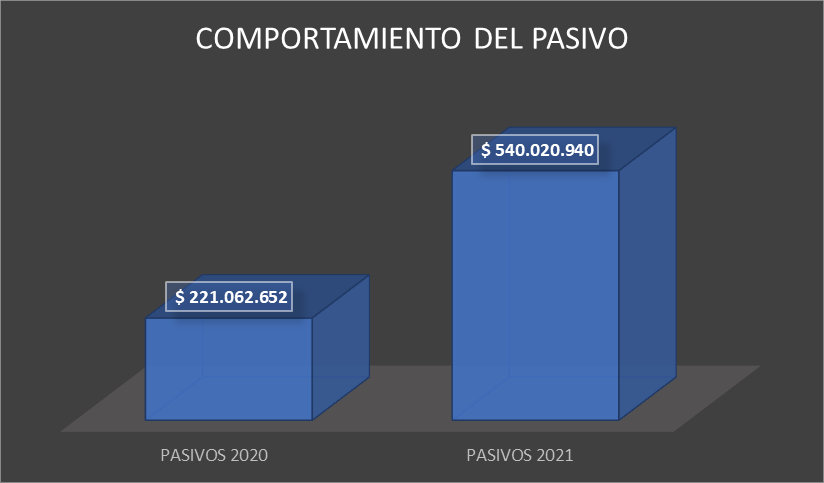 COMPORTAMIENTO DEL PASIVO
$ 540.020.940
$ 221.062.652
PASIVOS 2020
PASIVOS 2021